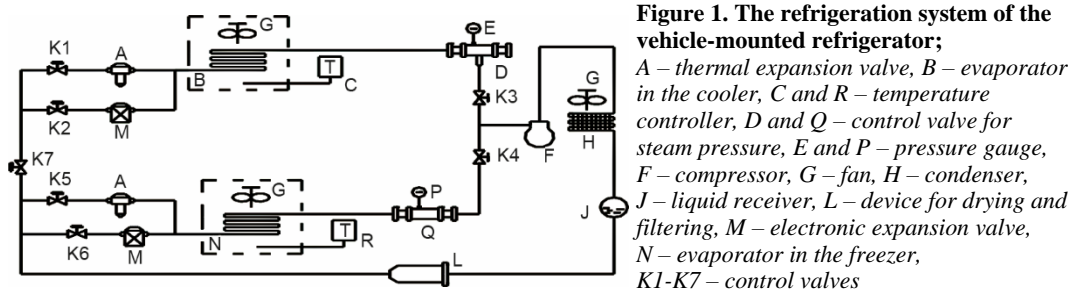 K1
A
G
E
K2
M
B
T
C
D
K3
G
K7
K4
F
H
K5
A
G
P
J
K6
M
N
T
R
Q
L
Figure 1. The refrigeration system of the
vehicle-mounted refrigerator;
A – thermal expansion valve, B – evaporator
in the cooler, C and R – temperature
controller, D and Q – control valve for
steam pressure, E and P – pressure gauge,
F – compressor, G – fan, H – condenser,
J – liquid receiver, L – device for drying and
filtering, M – electronic expansion valve,
N – evaporator in the freezer,
K1-K7 – control valves